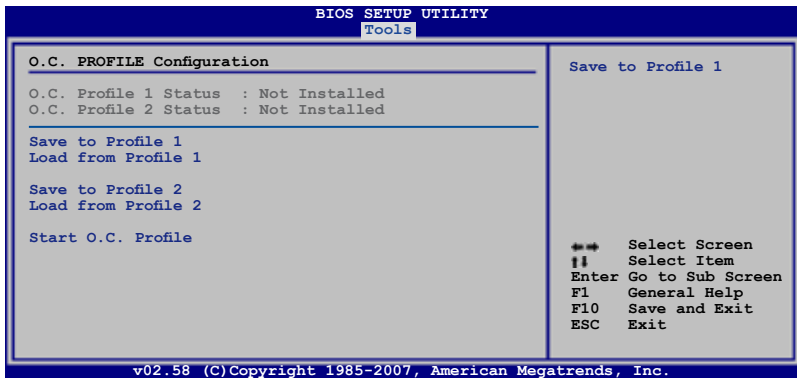 BIOS SETUP UTILITY
Tools
O.C. PROFILE Configuration
O.C. Profile 1 Status : Not Installed
O.C. Profile 2 Status : Not Installed
Save to Profile 1
Load from Profile 1
Save to Profile 2
Load from Profile 2
Start O.C. Profile
Save to Profile 1
←→ Select Screen
↑↓ Select Item
Enter Go to Sub Screen
F1 General Help
F10 Save and Exit
ESC Exit
v02.58 (C)Copyright 1985-2007, American Megatrends, Inc.